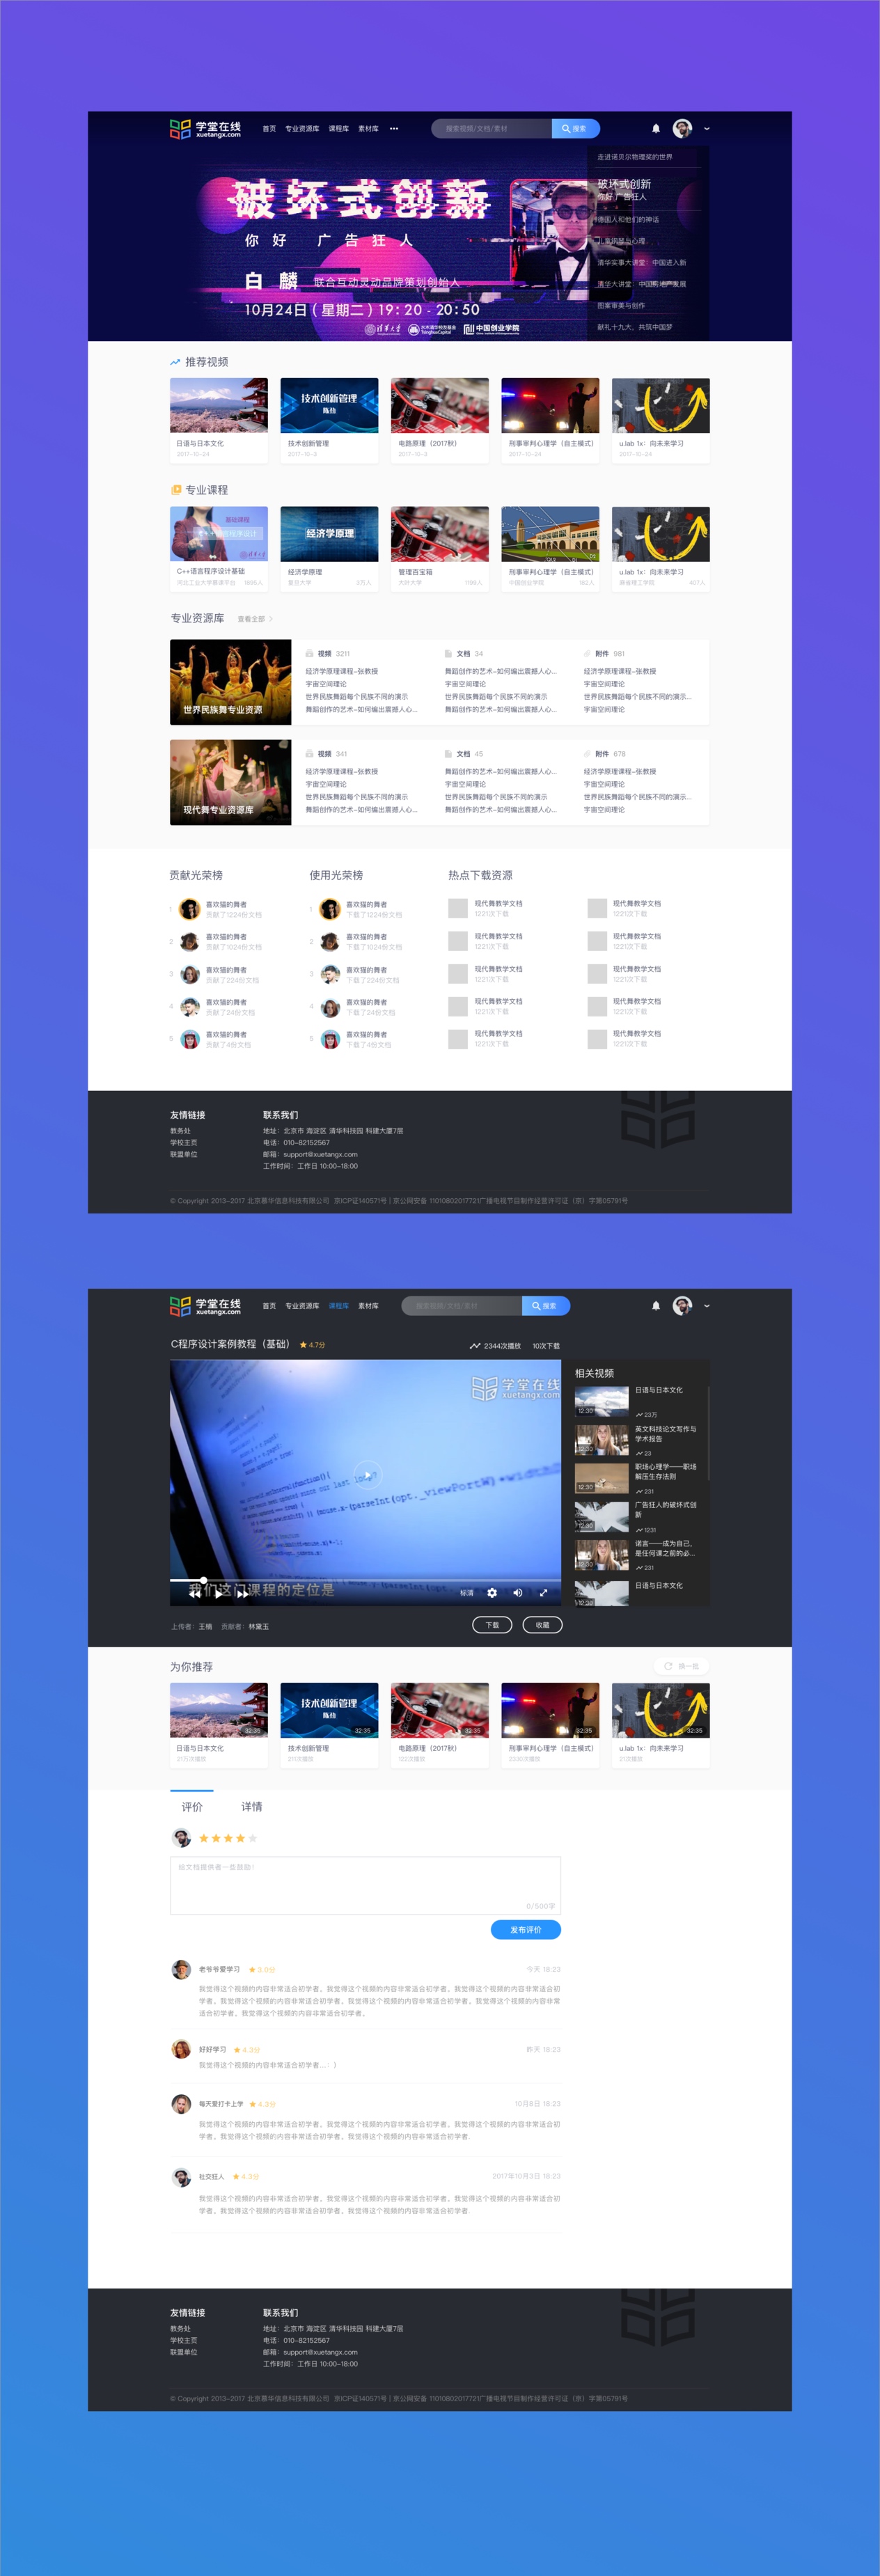 学堂在线
xuetangx.com
首页 专业资源库 课程库 素材库 •••
搜索视频/文档/素材
搜索
破坏式创新
你好 广告狂人
白麟 联合互动灵动品牌策划创始人
10月24日(星期二)19:20-20:50
清华大学
TsinghuaCapital
中国创业学院
走进诺贝尔物理奖的世界
破坏式创新
你好 广告狂人
德国人和他们的神话
清华实事大讲堂:中国进入新
清华大讲堂:
图案审美与创作
献礼十九大,共筑中国梦
推荐视频
技术创新管理
陈劲
日语与日本文化
2017-10-24
技术创新管理
2017-10-3
电路原理(2017秋)
2017-10-2
刑事审判心理学(自主模式)
2017-10-24
u.lab 1x:向未来学习
2017-10-24
专业课程
基础课程
经济学原理
C++语言程序设计基础
河北工业大学慕课平台 1895人
经济学原理
复旦大学 3万人
管理百宝箱
大叶大学 1195人
刑事审判心理学(自主模式)
中国创业学院 162人
u.lab 1x:向未来学习
麻省理工学院 401人
专业资源库 查看全部 >
世界民族舞专业资源
视频 3211
经济学原理课程-张教授
宇宙空间理论
世界民族舞蹈每个民族不同的演示
舞蹈创作的艺术-如何编出震撼人心...
文档 34
舞蹈创作的艺术-如何编出震撼人心...
宇宙空间理论
世界民族舞蹈每个民族不同的演示
舞蹈创作的艺术-如何编出震撼人心...
附件 981
经济学原理课程-张教授
宇宙空间理论
世界民族舞蹈每个民族不同的演示...
宇宙空间理论
现代舞专业资源库
视频 341
经济学原理课程-张教授
宇宙空间理论
世界民族舞蹈每个民族不同的演示
舞蹈创作的艺术-如何编出震撼人心...
文档 45
舞蹈创作的艺术-如何编出震撼人心...
宇宙空间理论
世界民族舞蹈每个民族不同的演示
舞蹈创作的艺术-如何编出震撼人心...
附件 678
经济学原理课程-张教授
宇宙空间理论
世界民族舞蹈每个民族不同的演示...
宇宙空间理论
贡献光荣榜
1 喜欢猫的舞者
贡献了1224份文档
2 喜欢猫的舞者
贡献了1024份文档
3 喜欢猫的舞者
贡献了224份文档
4 喜欢猫的舞者
贡献了24份文档
5 喜欢猫的舞者
贡献了4份文档
使用光荣榜
1 喜欢猫的舞者
下载了1224份文档
2 喜欢猫的舞者
下载了1024份文档
3 喜欢猫的舞者
下载了224份文档
4 喜欢猫的舞者
下载了24份文档
5 喜欢猫的舞者
下载了4份文档
热点下载资源
现代舞教学文档
1221次下载
现代舞教学文档
1221次下载
现代舞教学文档
1221次下载
现代舞教学文档
1221次下载
现代舞教学文档
1221次下载
现代舞教学文档
1221次下载
现代舞教学文档
1221次下载
现代舞教学文档
1221次下载
现代舞教学文档
1221次下载
现代舞教学文档
1221次下载
友情链接
教务处
学校主页
联盟单位
联系我们
地址:北京市 海淀区 清华科技园 科建大厦7层
电话:010-82152567
邮箱:support@xuetangx.com
工作时间:工作日 10:00-18:00
© Copyright 2013-2017 北京慕华信息科技有限公司 京ICP证140571号 | 京公网安备 11010802017721广播电视节目制作经营许可证(京)字第05791号
学堂在线
xuetangx.com
首页 专业资源库 课程库 素材库
搜索视频/文档/素材
搜索
C程序设计案例教程(基础) 4.7分
2344次播放 10次下载
学堂在线
xuetangx.com
我们这门课程的定位是
标清
上传者:王楠 贡献者:林黛玉
下载
收藏
相关视频
12:30
日语与日本文化
23万
12:30
英文科技论文写作与
学术报告
23
12:30
职场心理学——职场
解压生存法则
231
12:30
广告狂人的破坏式创
新
1231
12:30
诺言——成为自己,
是任何课之前的必...
231
12:30
日语与日本文化
为你推荐
换一批
32:35
日语与日本文化
21万次播放
技术创新管理
陈劲
32:35
技术创新管理
211次播放
32:35
电路原理(2017秋)
122次播放
32:35
刑事审判心理学(自主模式)
2330次播放
32:35
u.lab 1x:向未来学习
21次播放
评价 详情
给文档提供者一些鼓励!
0/500字
发布评价
老爷爷爱学习 3.0分 今天 18:23
我觉得这个视频的内容非常适合初学者。我觉得这个视频的内容非常适合初学者。我觉得这个视频的内容非常适合初
学者。我觉得这个视频的内容非常适合初学者。我觉得这个视频的内容非常适合初学者。我觉得这个视频的内容非常
适合初学者。我觉得这个视频的内容非常适合初学者。
好好学习 4.3分 昨天 18:23
我觉得这个视频的内容非常适合初学者...:)
每天爱打卡上学 4.3分 10月8日 18:23
我觉得这个视频的内容非常适合初学者。我觉得这个视频的内容非常适合初学者。我觉得这个视频的内容非常适合初
学者。我觉得这个视频的内容非常适合初学者。我觉得这个视频的内容非常适合初学者.
社交狂人 4.3分 2017年10月3日 18:23
我觉得这个视频的内容非常适合初学者。我觉得这个视频的内容非常适合初学者。我觉得这个视频的内容非常适合初
学者。我觉得这个视频的内容非常适合初学者。我觉得这个视频的内容非常适合初学者.
友情链接
教务处
学校主页
联盟单位
联系我们
地址:北京市 海淀区 清华科技园 科建大厦7层
电话:010-82152567
邮箱:support@xuetangx.com
工作时间:工作日 10:00-18:00
© Copyright 2013-2017 北京慕华信息科技有限公司 京ICP证140571号 | 京公网安备 11010802017721广播电视节目制作经营许可证(京)字第05791号